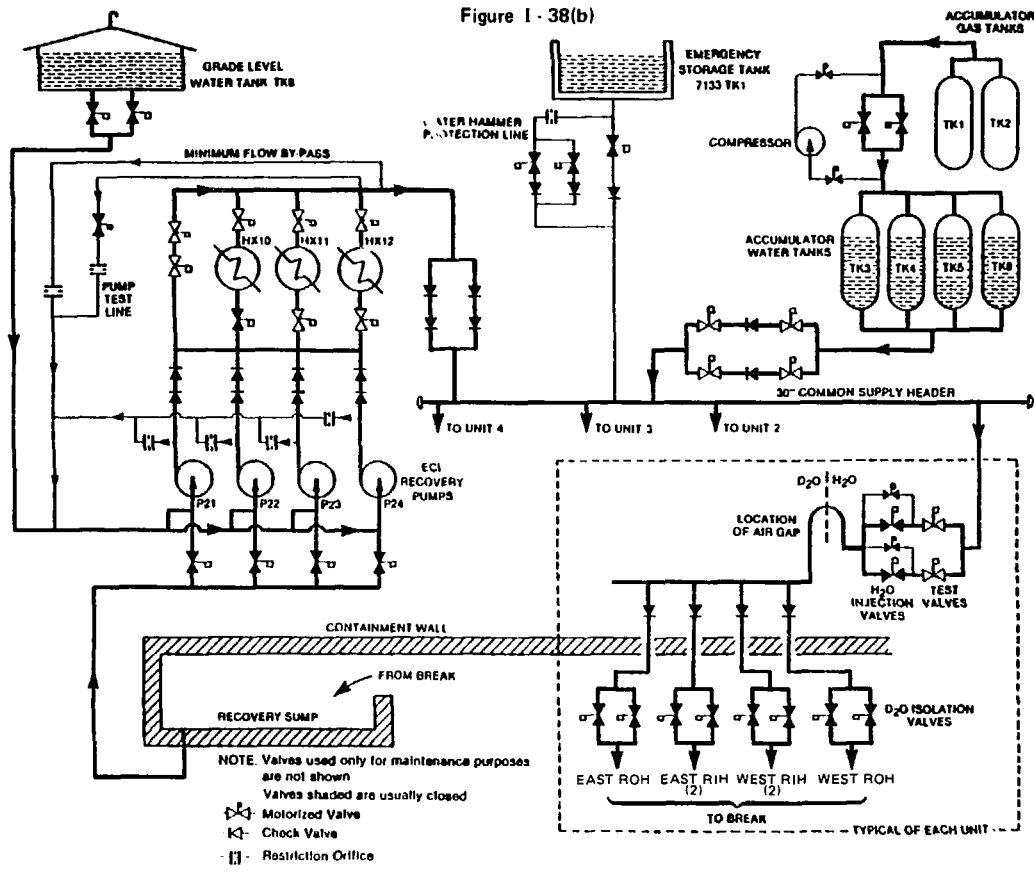 Figure I - 38(b)
GRADE LEVEL
WATER TANK TK8
EMERGENCY
STORAGE TANK
7133 TK1
ACCUMULATOR
GAS TANKS
TK1
TK2
COMPRESSOR
WATER HAMMER
PROTECTION LINE
MINIMUM FLOW BY-PASS
HX10
HX11
HX12
PUMP
TEST
LINE
ACCUMULATOR
WATER TANKS
TK3
TK4
TK5
TK6
30" COMMON SUPPLY HEADER
TO UNIT 4
TO UNIT 3
TO UNIT 2
ECI
RECOVERY
PUMPS
P21
P22
P23
P24
D2O
H2O
LOCATION
OF AIR GAP
H2O
INJECTION
VALVES
TEST
VALVES
CONTAINMENT WALL
FROM BREAK
RECOVERY SUMP
D2O ISOLATION
VALVES
EAST ROH
EAST RIH
(2)
WEST RIH
(2)
WEST ROH
TO BREAK
TYPICAL OF EACH UNIT
NOTE. Valves used only for maintenance purposes
are not shown
Valves shaded are usually closed
- Motorized Valve
- Check Valve
- Restriction Orifice